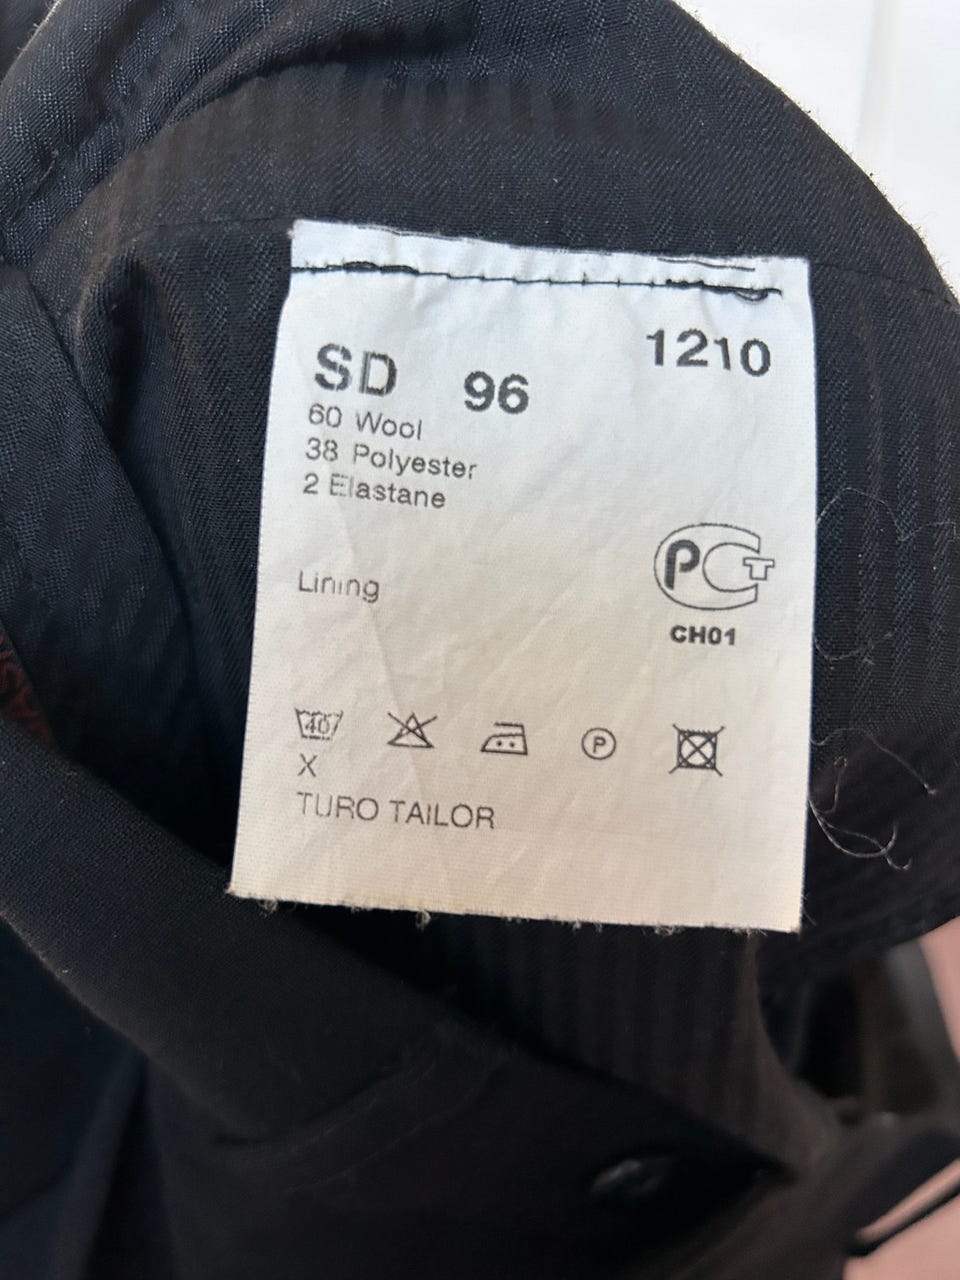 1210
SD 96
60 Wool
38 Polyester
2 Elastane
Lining
PCT
CH01
40
P
X
TURO TAILOR